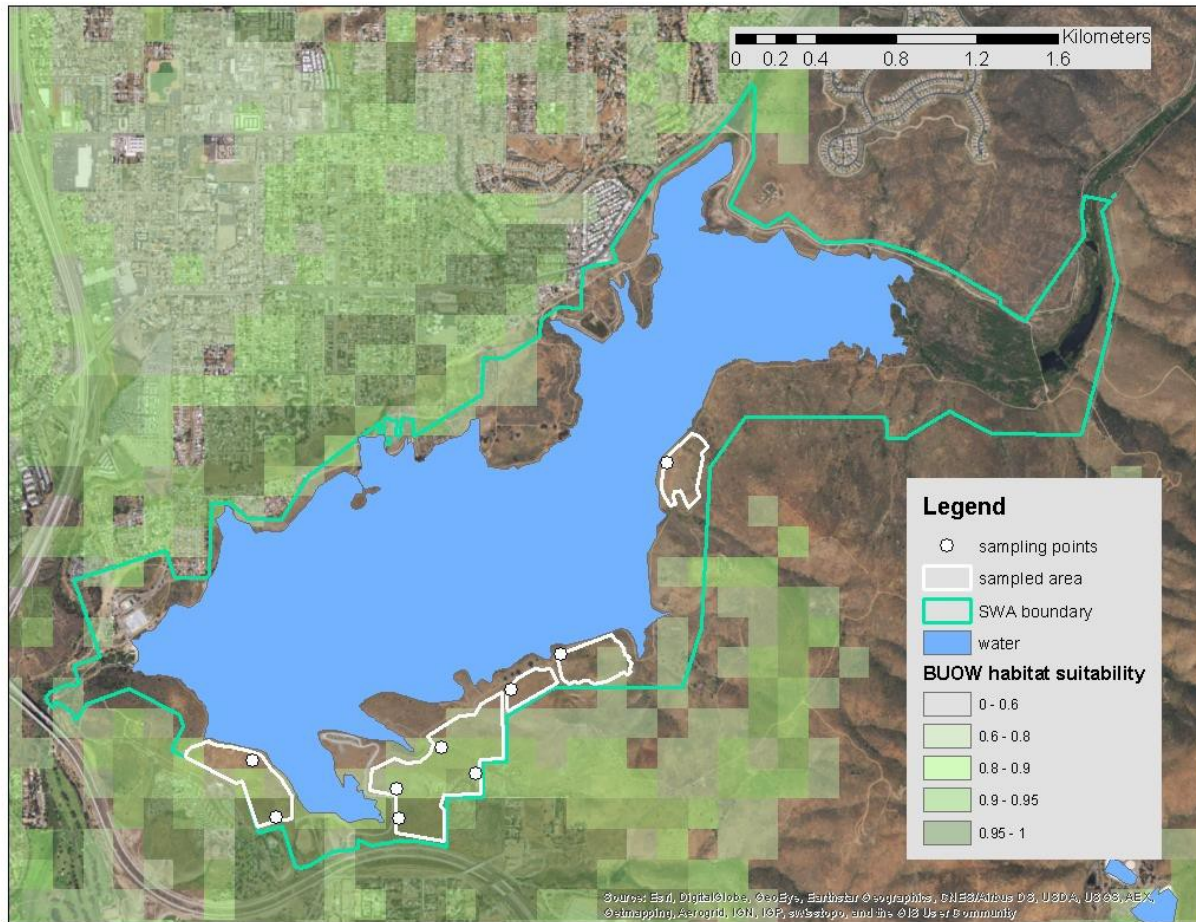 Kilometers
0 0.2 0.4 0.8 1.2 1.6
Legend
sampling points
sampled area
SWA boundary
water
BUOW habitat suitability
0 - 0.6
0.6 - 0.8
0.8 - 0.9
0.9 - 0.95
0.95 - 1
Source: Esri, DigitalGlobe, GeoEye, Earthstar Geographics, CNES/Airbus DS, USDA, USGS, AEX,
Getmapping, Aerogrid, IGN, IGP, swisstopo, and the GIS User Community